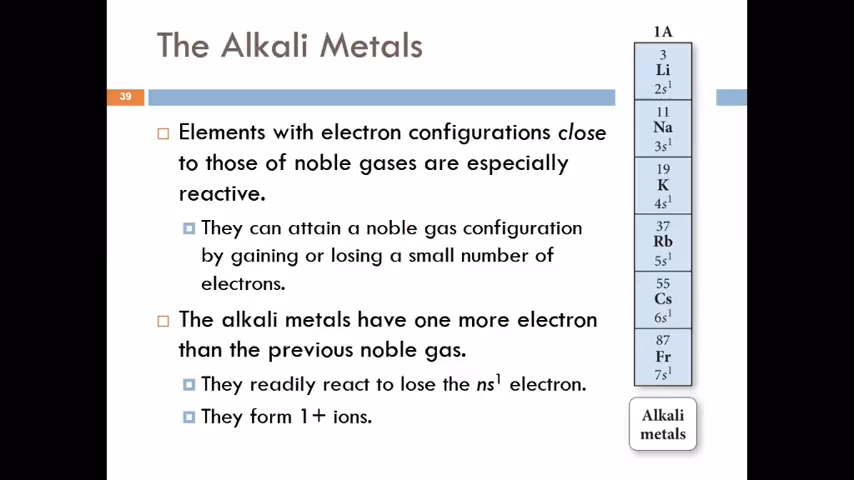 The Alkali Metals
39
Elements with electron configurations close
to those of noble gases are especially
reactive.
They can attain a noble gas configuration
by gaining or losing a small number of
electrons.
The alkali metals have one more electron
than the previous noble gas.
They readily react to lose the ns¹ electron.
They form 1+ ions.
1A
3
Li
2s¹
11
Na
3s¹
19
K
4s¹
37
Rb
5s¹
55
Cs
6s¹
87
Fr
7s¹
Alkali
metals